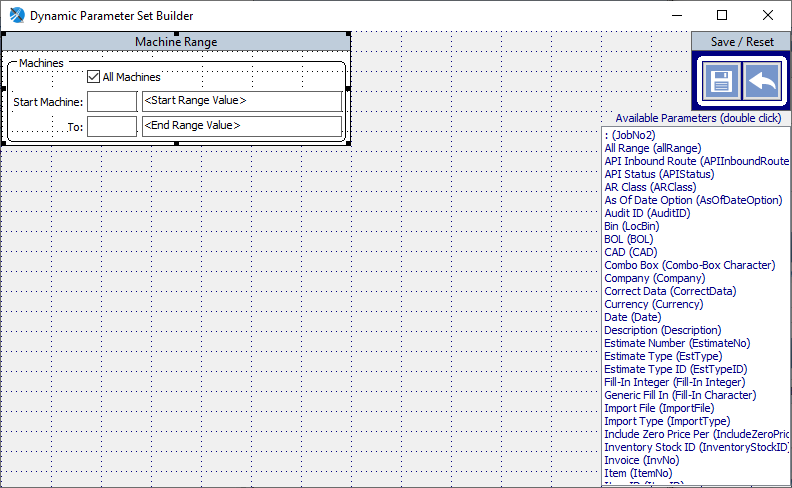 Dynamic Parameter Set Builder
Machine Range
Machines
All Machines
Start Machine:
<Start Range Value>
To:
<End Range Value>
Save / Reset
Available Parameters (double click)
: (JobNo2)
All Range (allRange)
API Inbound Route (APIInboundRoute
API Status (APIStatus)
AR Class (ARClass)
As Of Date Option (AsOfDateOption)
Audit ID (AuditID)
Bin (LocBin)
BOL (BOL)
CAD (CAD)
Combo Box (Combo-Box Character)
Company (Company)
Correct Data (CorrectData)
Currency (Currency)
Date (Date)
Description (Description)
Estimate Number (EstimateNo)
Estimate Type (EstType)
Estimate Type ID (EstTypeID)
Fill-In Integer (Fill-In Integer)
Generic Fill In (Fill-In Character)
Import File (ImportFile)
Import Type (ImportType)
Include Zero Price Per (IncludeZeroPric
Inventory Stock ID (InventoryStockID)
Invoice (InvNo)
Item (ItemNo)